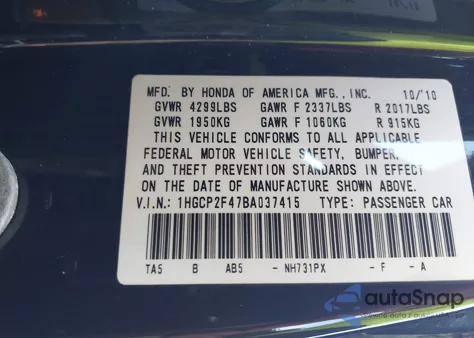 MFD. BY HONDA OF AMERICA MFG., INC. 10/10
GVWR 4299LBS GAWR F 2337LBS R 2017LBS
GVWR 1950KG GAWR F 1060KG R 915KG
THIS VEHICLE CONFORMS TO ALL APPLICABLE
FEDERAL MOTOR VEHICLE SAFETY, BUMPER,
AND THEFT PREVENTION STANDARDS IN EFFECT
ON THE DATE OF MANUFACTURE SHOWN ABOVE.
V.I.N.: 1HGCP2F47BA037415 TYPE: PASSENGER CAR
TA5 B AB5 - NH731PX - F - A
autoSnap